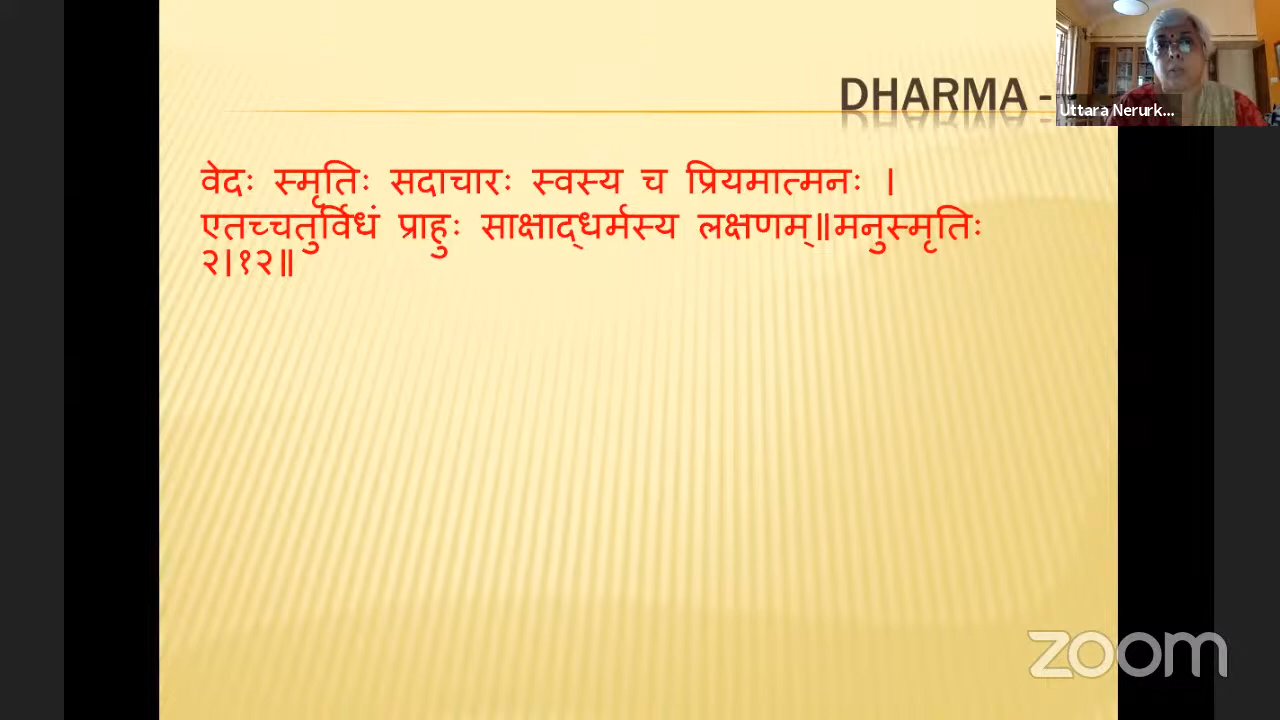 DHARMA -
Uttara Nerurk...
वेदः स्मृतिः सदाचारः स्वस्य च प्रियमात्मनः ।
एतच्चतुर्विधं प्राहुः साक्षाद्धर्मस्य लक्षणम्॥मनुस्मृतिः
२।१२॥
zoom